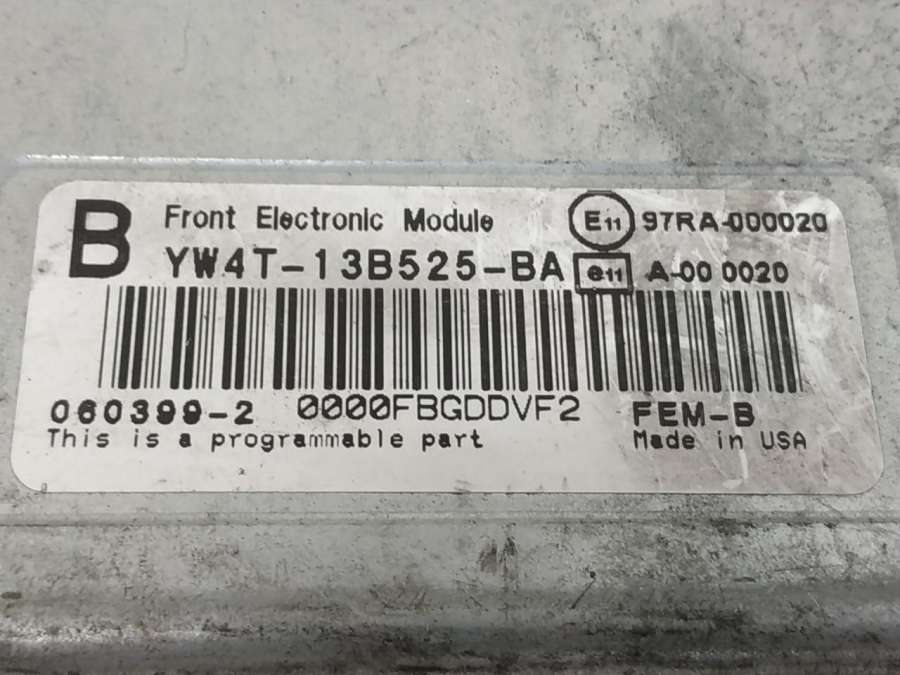 B Front Electronic Module E11 97RA-000020
YW4T-13B525-BA e11 A-00 0020
060399-2 0000FBGDDVF2 FEM-B
This is a programmable part Made in USA